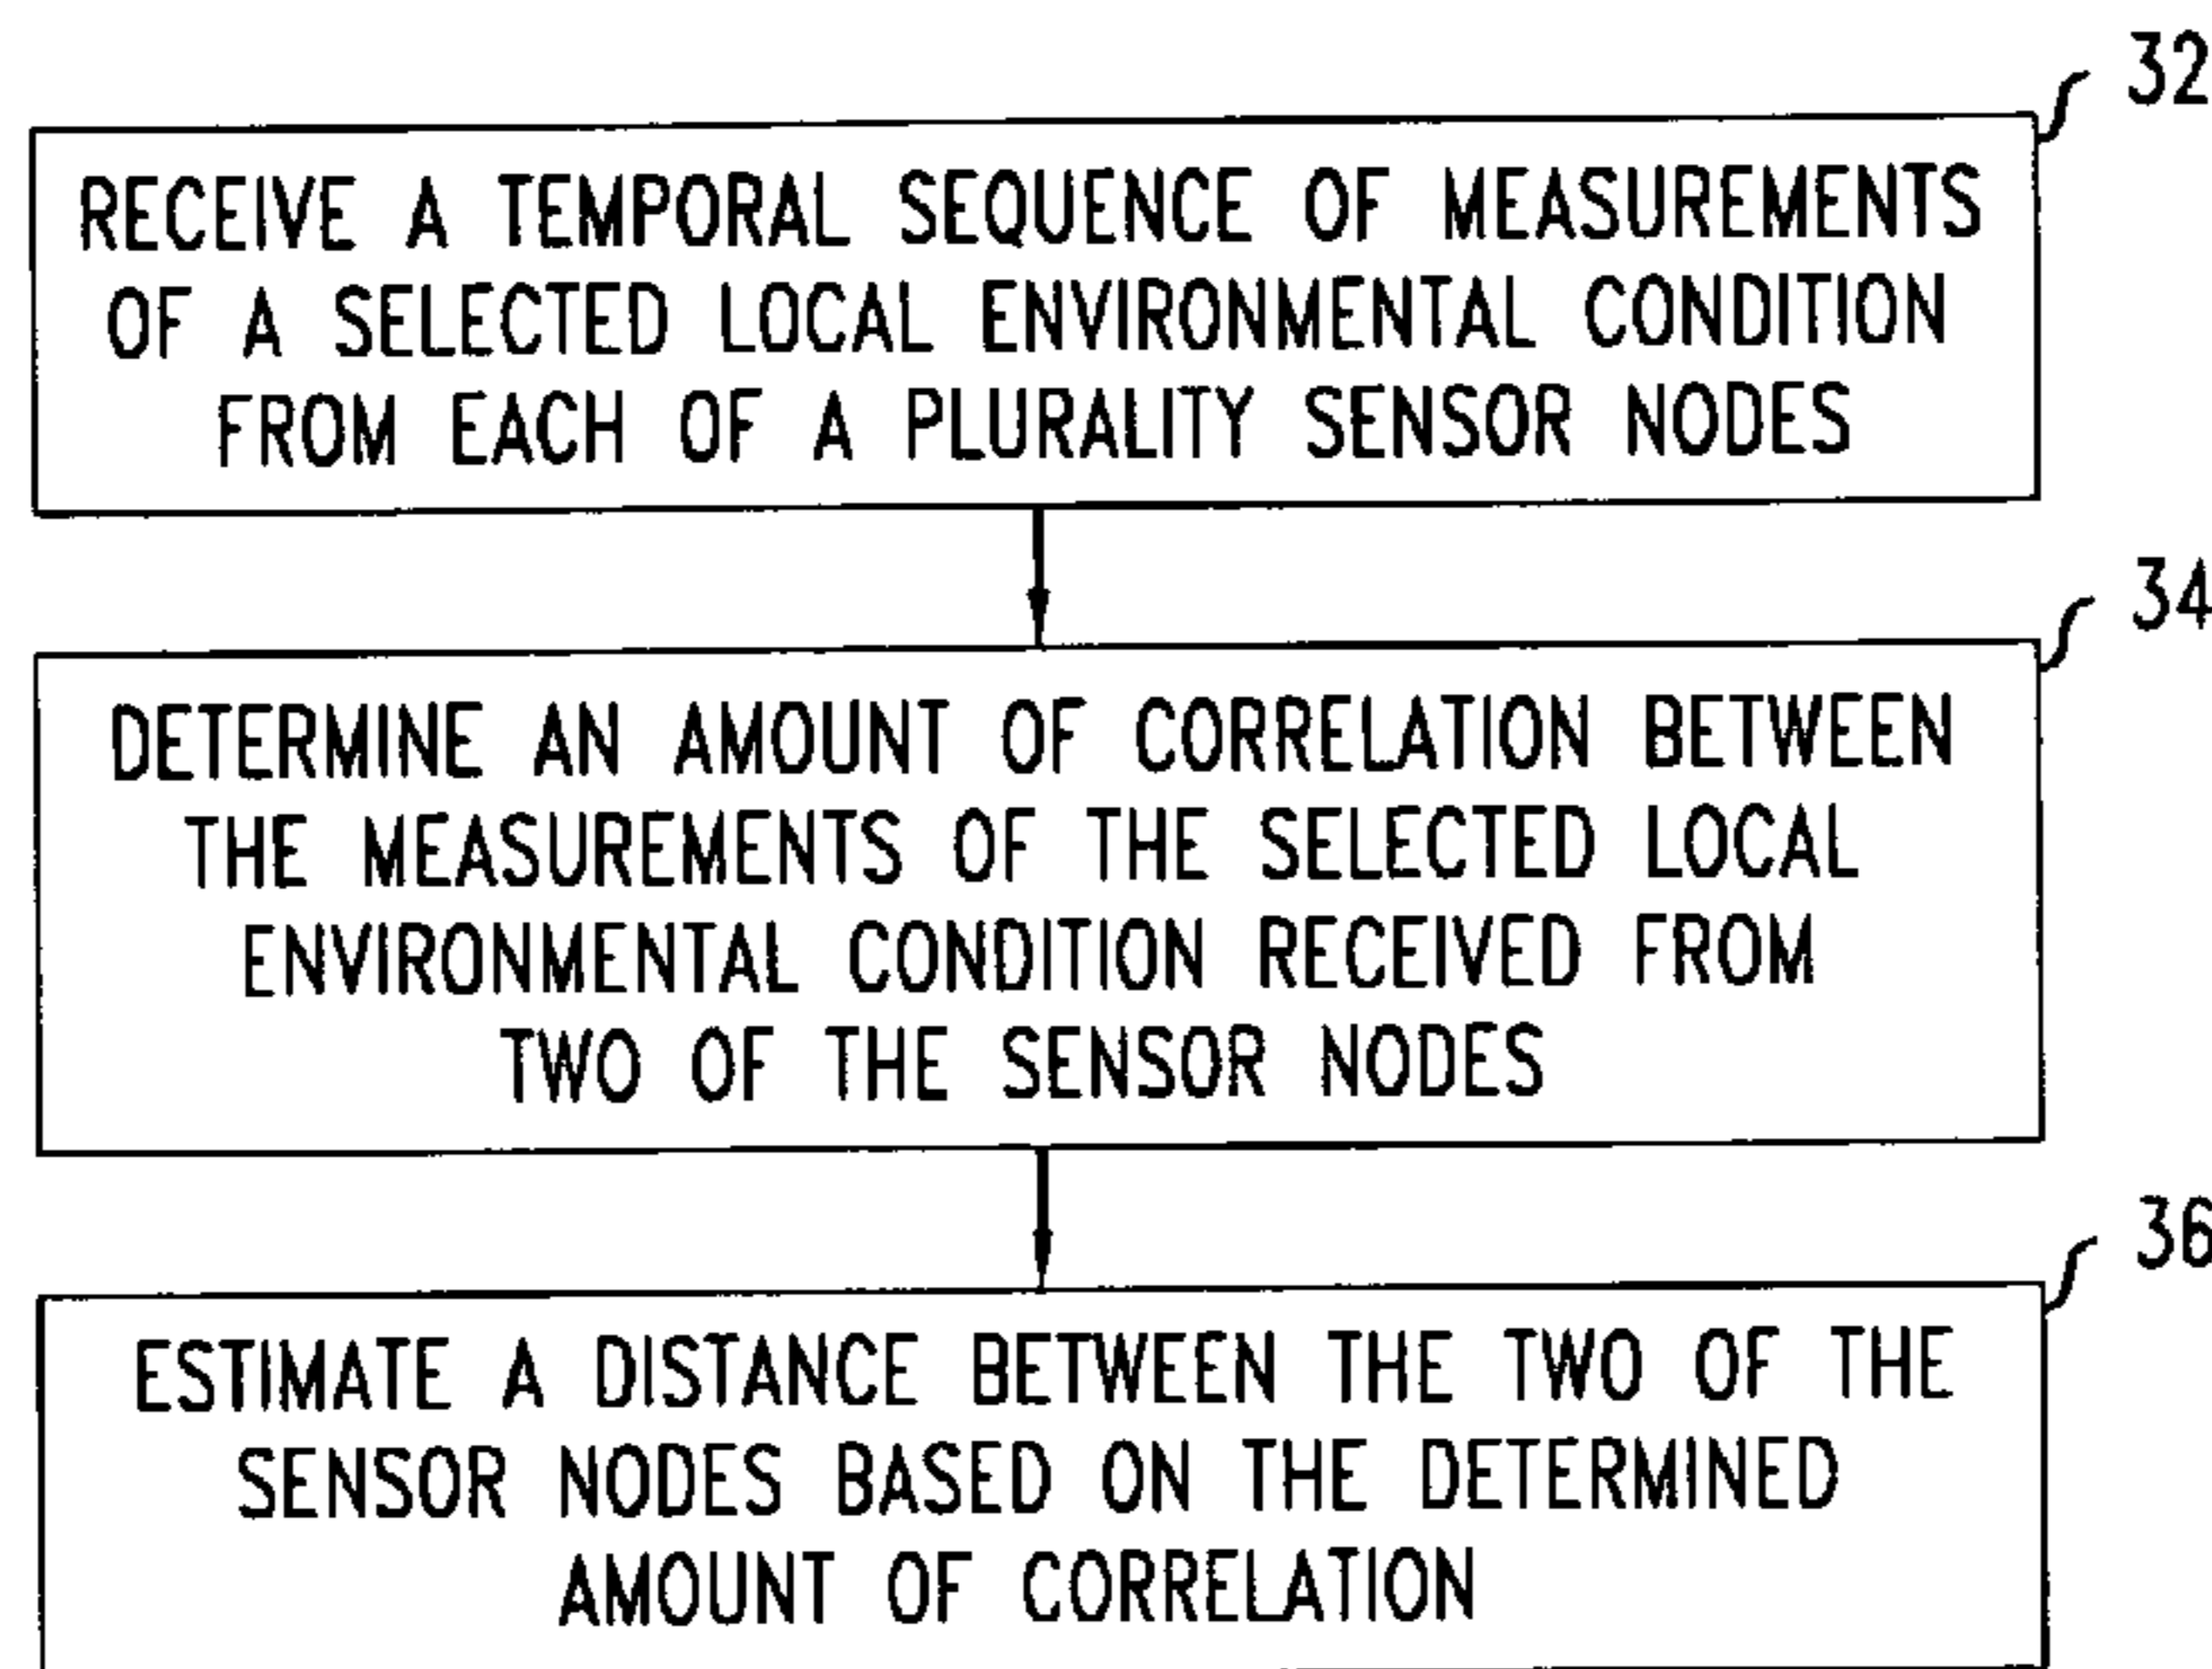 32
RECEIVE A TEMPORAL SEQUENCE OF MEASUREMENTS
OF A SELECTED LOCAL ENVIRONMENTAL CONDITION
FROM EACH OF A PLURALITY SENSOR NODES
34
DETERMINE AN AMOUNT OF CORRELATION BETWEEN
THE MEASUREMENTS OF THE SELECTED LOCAL
ENVIRONMENTAL CONDITION RECEIVED FROM
TWO OF THE SENSOR NODES
36
ESTIMATE A DISTANCE BETWEEN THE TWO OF THE
SENSOR NODES BASED ON THE DETERMINED
AMOUNT OF CORRELATION